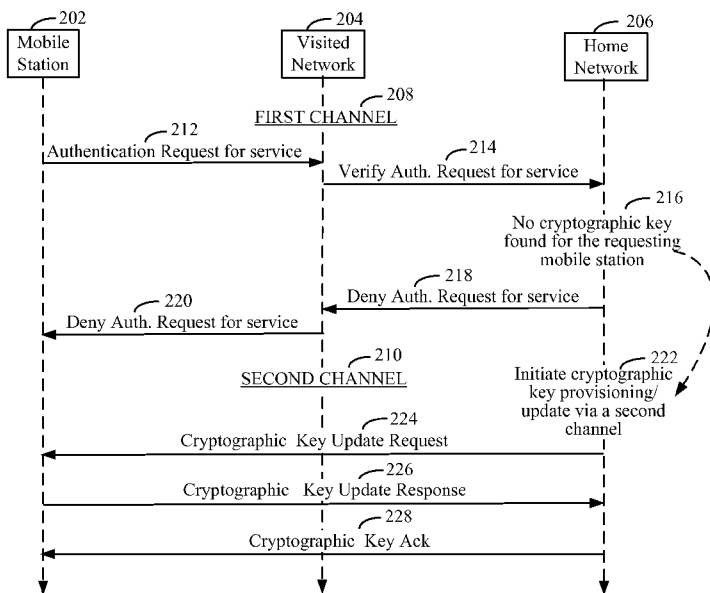 202
204
206
Mobile
Station
Visited
Network
Home
Network
208
FIRST CHANNEL
212
Authentication Request for service
214
Verify Auth. Request for service
216
No cryptographic key
found for the requesting
mobile station
218
Deny Auth. Request for service
220
Deny Auth. Request for service
210
SECOND CHANNEL
222
Initiate cryptographic
key provisioning/
update via a second
channel
224
Cryptographic Key Update Request
226
Cryptographic Key Update Response
228
Cryptographic Key Ack